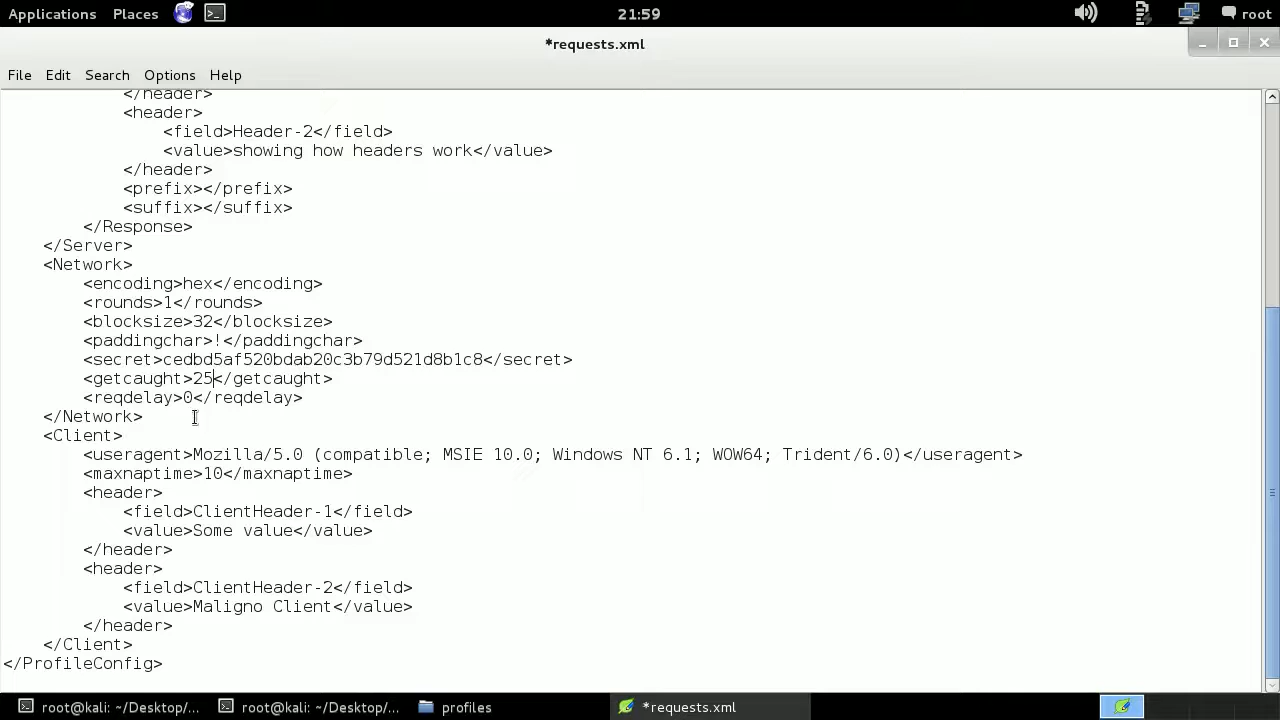 Applications Places 21:59 root
*requests.xml
File Edit Search Options Help
</header>
<header>
<field>Header-2</field>
<value>showing how headers work</value>
</header>
<prefix></prefix>
<suffix></suffix>
</Response>
</Server>
<Network>
<encoding>hex</encoding>
<rounds>1</rounds>
<blocksize>32</blocksize>
<paddingchar>!</paddingchar>
<secret>cedbd5af520bdab20c3b79d521d8b1c8</secret>
<getcaught>25</getcaught>
<reqdelay>0</reqdelay>
</Network>
<Client>
<useragent>Mozilla/5.0 (compatible; MSIE 10.0; Windows NT 6.1; WOW64; Trident/6.0)</useragent>
<maxnaptime>10</maxnaptime>
<header>
<field>ClientHeader-1</field>
<value>Some value</value>
</header>
<header>
<field>ClientHeader-2</field>
<value>Maligno Client</value>
</header>
</Client>
</ProfileConfig>
root@kali: ~/Desktop/... root@kali: ~/Desktop/... profiles *requests.xml